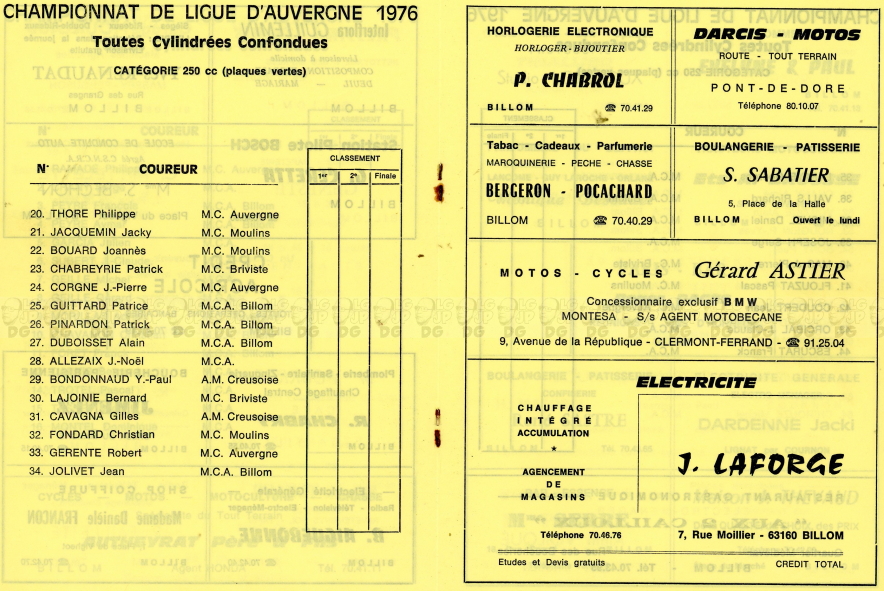 CHAMPIONNAT DE LIGUE D'AUVERGNE 1976
Toutes Cylindrées Confondues
CATÉGORIE 250 cc (plaques vertes)
N° COUREUR CLASSEMENT
1er 2e Finale
20. THORE Philippe M.C. Auvergne
21. JACQUEMIN Jacky M.C. Moulins
22. BOUARD Joannès M.C. Moulins
23. CHABREYRIE Patrick M.C. Briviste
24. CORGNE J.-Pierre M.C. Auvergne
25. GUITTARD Patrice M.C.A. Billom
26. PINARDON Patrick M.C.A. Billom
27. DUBOISSET Alain M.C.A. Billom
28. ALLEZAIX J.-Noël M.C.A.
29. BONDONNAUD Y.-Paul A.M. Creusoise
30. LAJOINIE Bernard M.C. Briviste
31. CAVAGNA Gilles A.M. Creusoise
32. FONDARD Christian M.C. Moulins
33. GERENTE Robert M.C. Auvergne
34. JOLIVET Jean M.C.A. Billom
HORLOGERIE ELECTRONIQUE
HORLOGER-BIJOUTIER
P. CHABROL
BILLOM ☎ 70.41.29
DARCIS - MOTOS
ROUTE - TOUT TERRAIN
PONT-DE-DORE
Téléphone 80.10.07
Tabac - Cadeaux - Parfumerie
MAROQUINERIE - PECHE - CHASSE
BERGERON - POCACHARD
BILLOM ☎ 70.40.29
BOULANGERIE - PATISSERIE
S. SABATIER
5, Place de la Halle
BILLOM Ouvert le lundi
MOTOS - CYCLES Gérard ASTIER
Concessionnaire exclusif BMW
MONTESA - S/s AGENT MOTOBECANE
9, Avenue de la République - CLERMONT-FERRAND - ☎ 91.25.04
ELECTRICITE
CHAUFFAGE
INTÉGRÉ
ACCUMULATION
★
AGENCEMENT
DE
MAGASINS
J. LAFORGE
Téléphone 70.46.76 7, Rue Moillier - 63160 BILLOM
Etudes et Devis gratuits CREDIT TOTAL